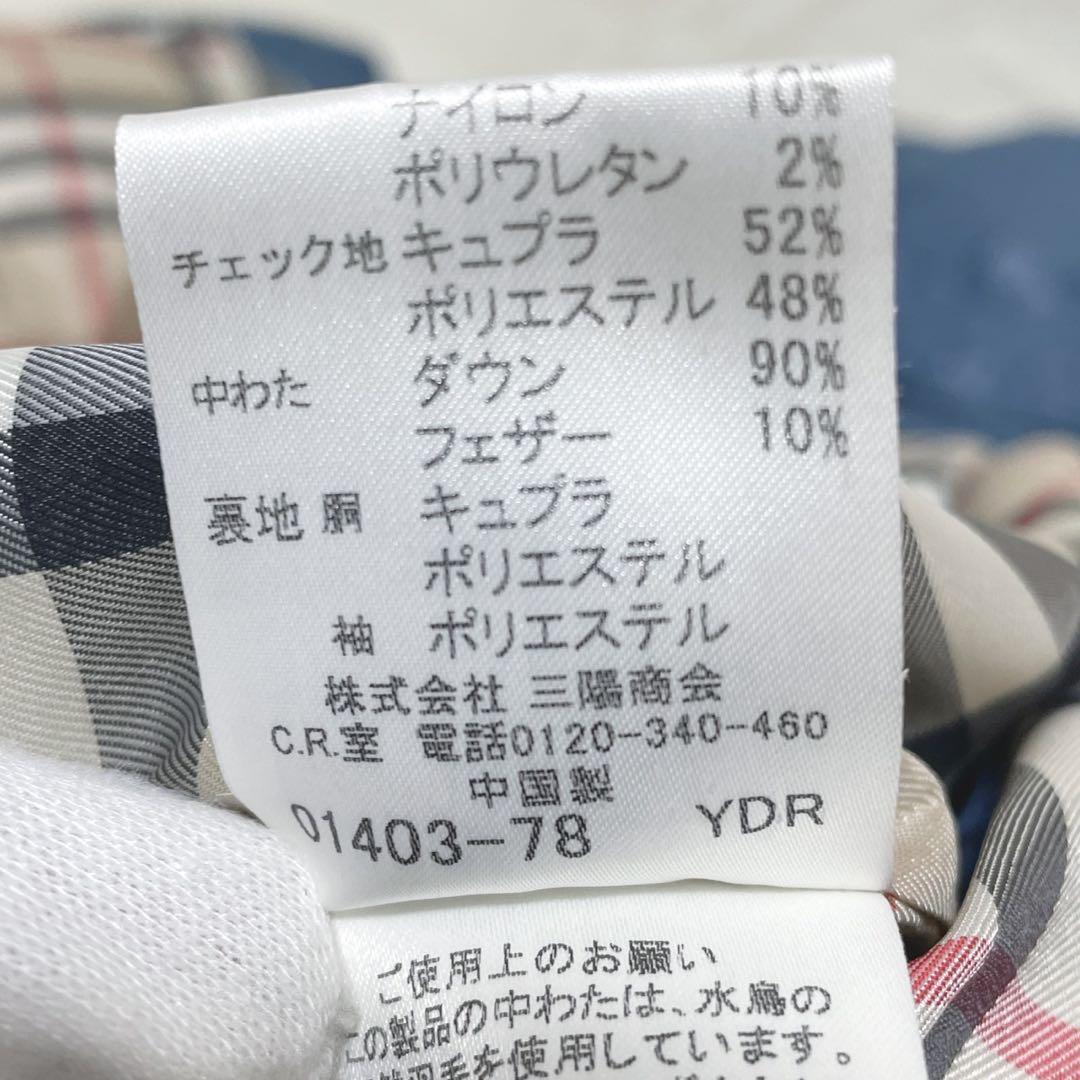 ナイロン 10%
ポリウレタン 2%
チェック地 キュプラ 52%
ポリエステル 48%
中わた ダウン 90%
フェザー 10%
裏地 胴 キュプラ
ポリエステル
袖 ポリエステル
株式会社 三陽商会
C.R.室 電話0120-340-460
中国製
01403-78 YDR
ご使用上のお願い
この製品の中わたは、水鳥の
羽毛を使用しています。